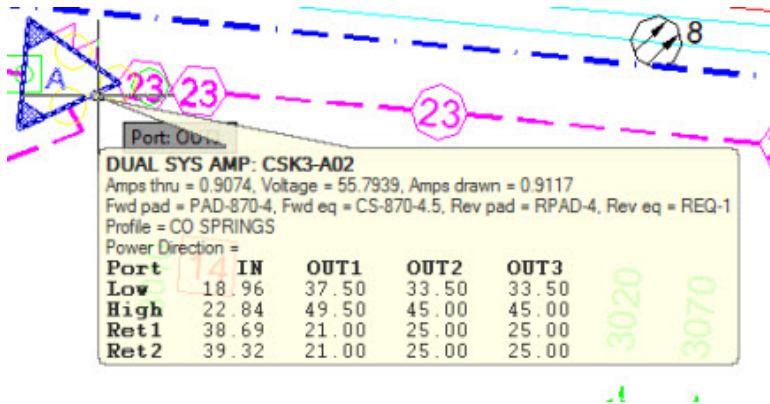 8
A
23 23
23
Port: OUT1
DUAL SYS AMP: CSK3-A02
Amps thru = 0.9074, Voltage = 55.7939, Amps drawn = 0.9117
Fwd pad = PAD-870-4, Fwd eq = CS-870-4.5, Rev pad = RPAD-4, Rev eq = REQ-1
Profile = CO SPRINGS
Power Direction =
Port IN OUT1 OUT2 OUT3
Low 18.96 37.50 33.50 33.50
High 22.84 49.50 45.00 45.00
Ret1 38.69 21.00 25.00 25.00
Ret2 39.32 21.00 25.00 25.00
14
3020
3070